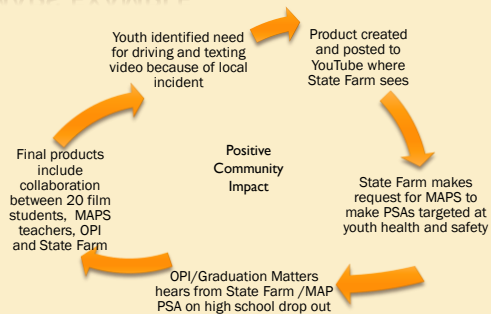 Youth identified need
for driving and texting
video because of local
incident
Product created
and posted to
YouTube where
State Farm sees
State Farm makes
request for MAPS to
make PSAs targeted at
youth health and safety
OPI/Graduation Matters
hears from State Farm /MAP
PSA on high school drop out
Final products
include
collaboration
between 20 film
students, MAPS
teachers, OPI
and State Farm
Positive
Community
Impact